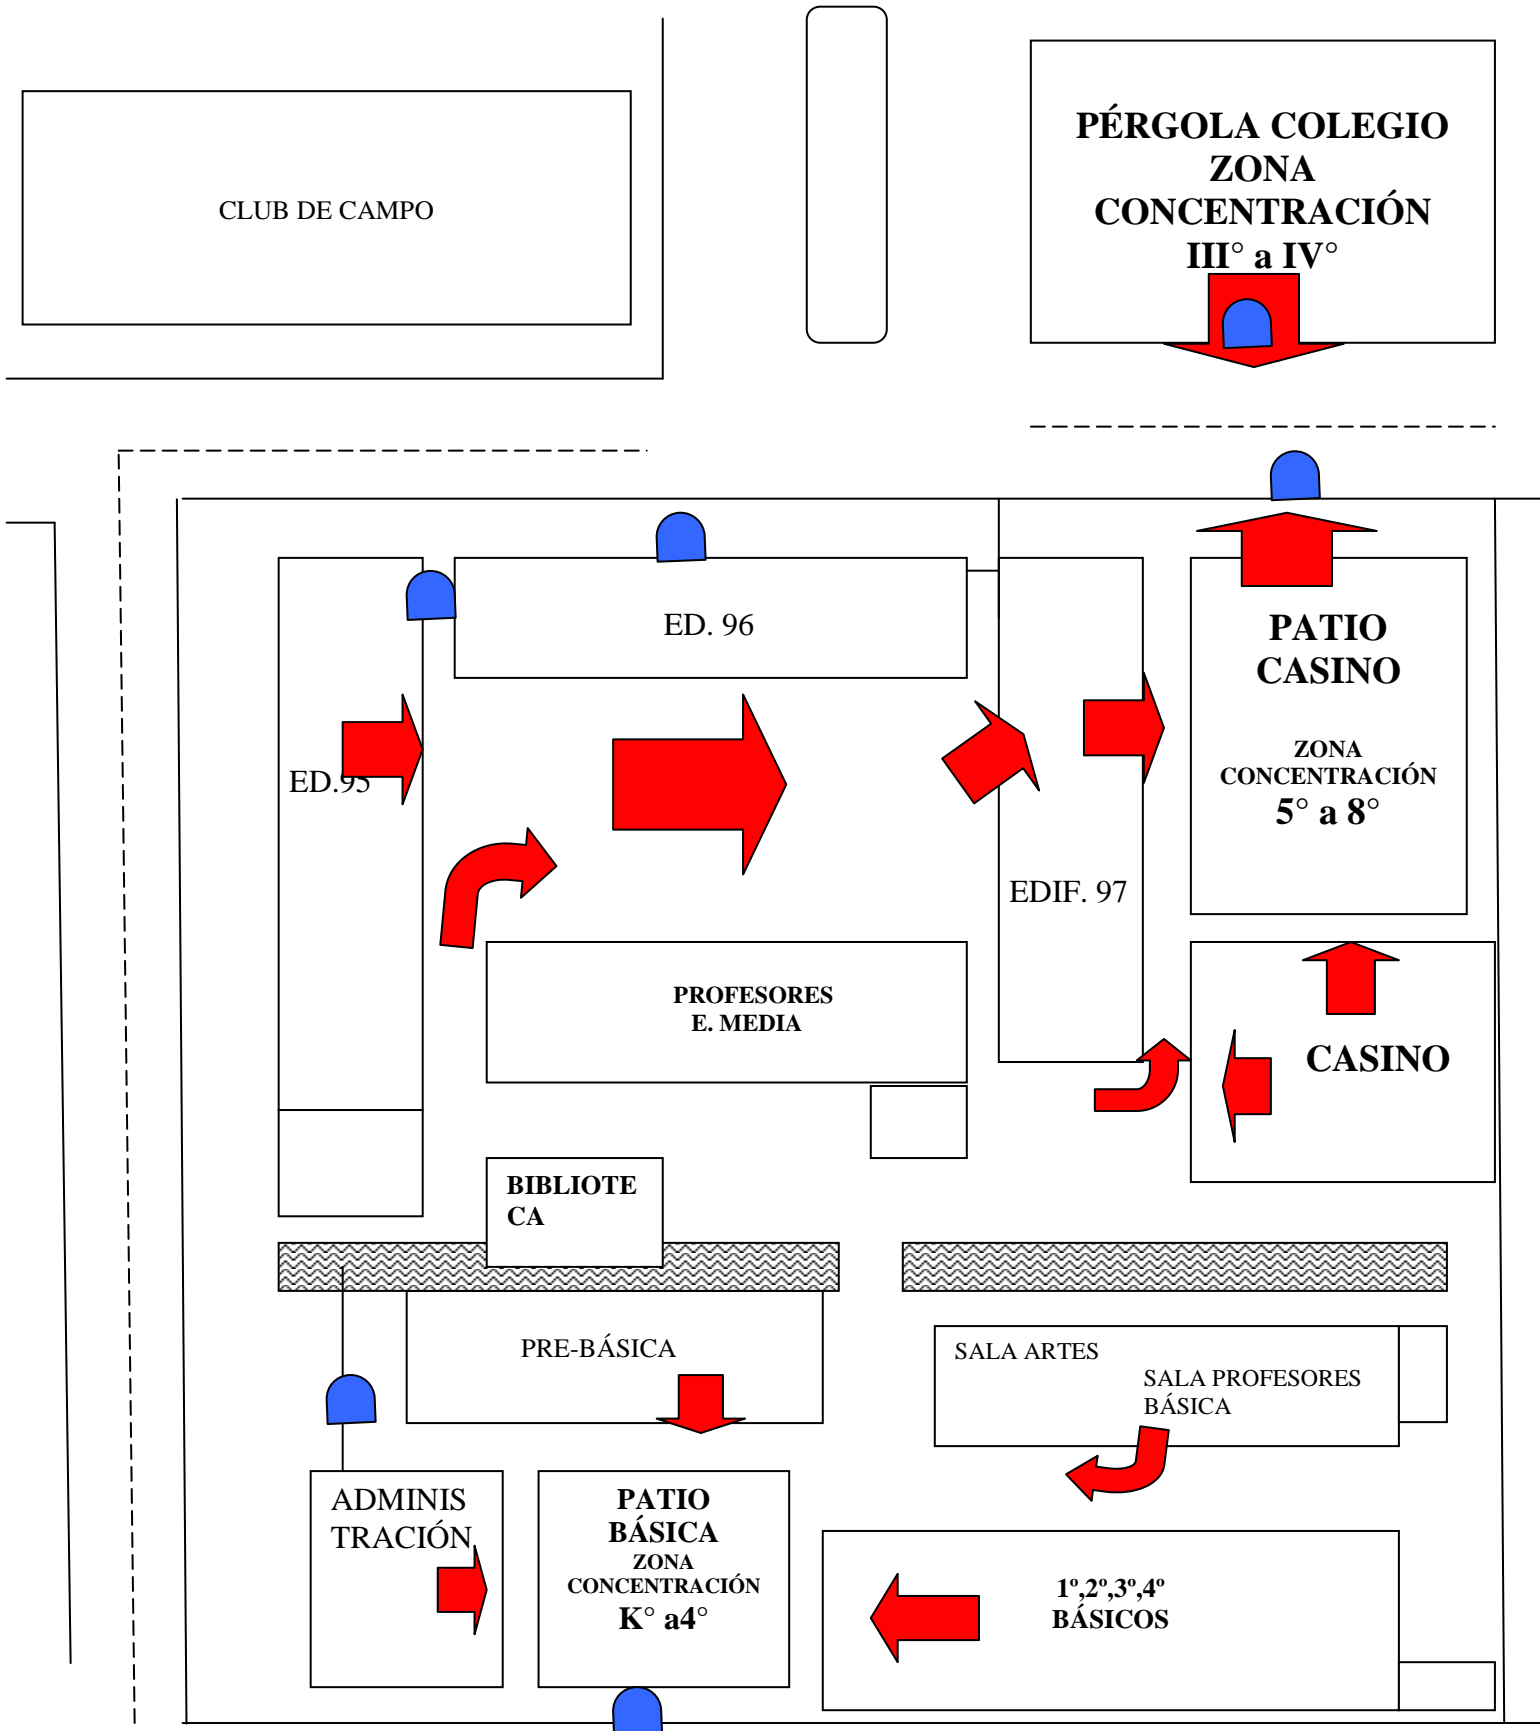 CLUB DE CAMPO
PÉRGOLA COLEGIO
ZONA
CONCENTRACIÓN
III° a IV°
ED. 96
PATIO
CASINO
ZONA
CONCENTRACIÓN
5° a 8°
ED.95
EDIF. 97
PROFESORES
E. MEDIA
CASINO
BIBLIOTE
CA
PRE-BÁSICA
SALA ARTES
SALA PROFESORES
BÁSICA
ADMINIS
TRACIÓN
PATIO
BÁSICA
ZONA
CONCENTRACIÓN
K° a4°
1º,2º,3º,4º
BÁSICOS